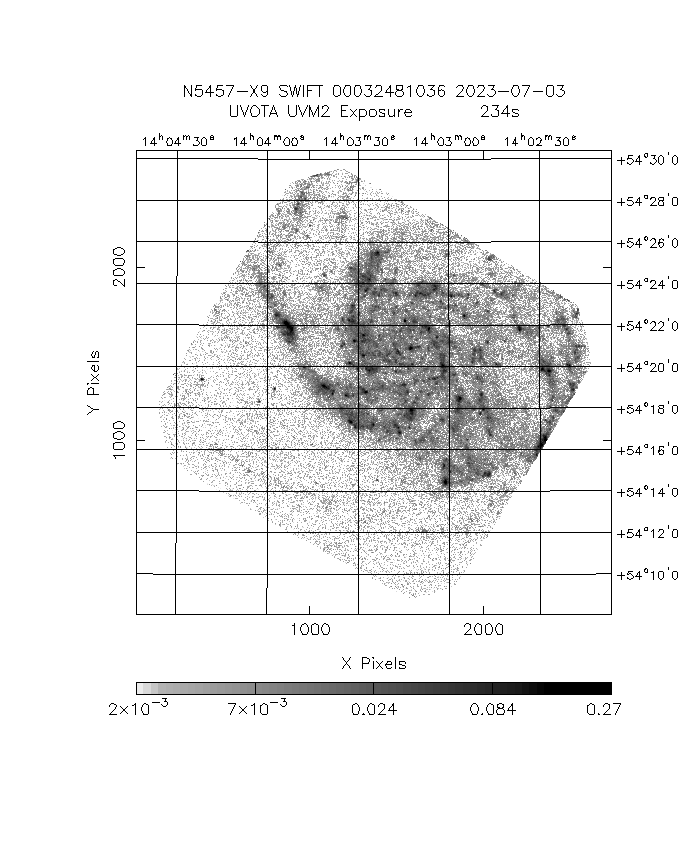 N5457-X9 SWIFT 00032481036 2023-07-03
UVOTA UVM2 Exposure 234s
14ʰ04ᵐ30ˢ 14ʰ04ᵐ00ˢ 14ʰ03ᵐ30ˢ 14ʰ03ᵐ00ˢ 14ʰ02ᵐ30ˢ
+54°30'0
+54°28'0
+54°26'0
+54°24'0
+54°22'0
+54°20'0
+54°18'0
+54°16'0
+54°14'0
+54°12'0
+54°10'0
2000
1000
Y Pixels
1000 2000
X Pixels
2×10⁻³ 7×10⁻³ 0.024 0.084 0.27